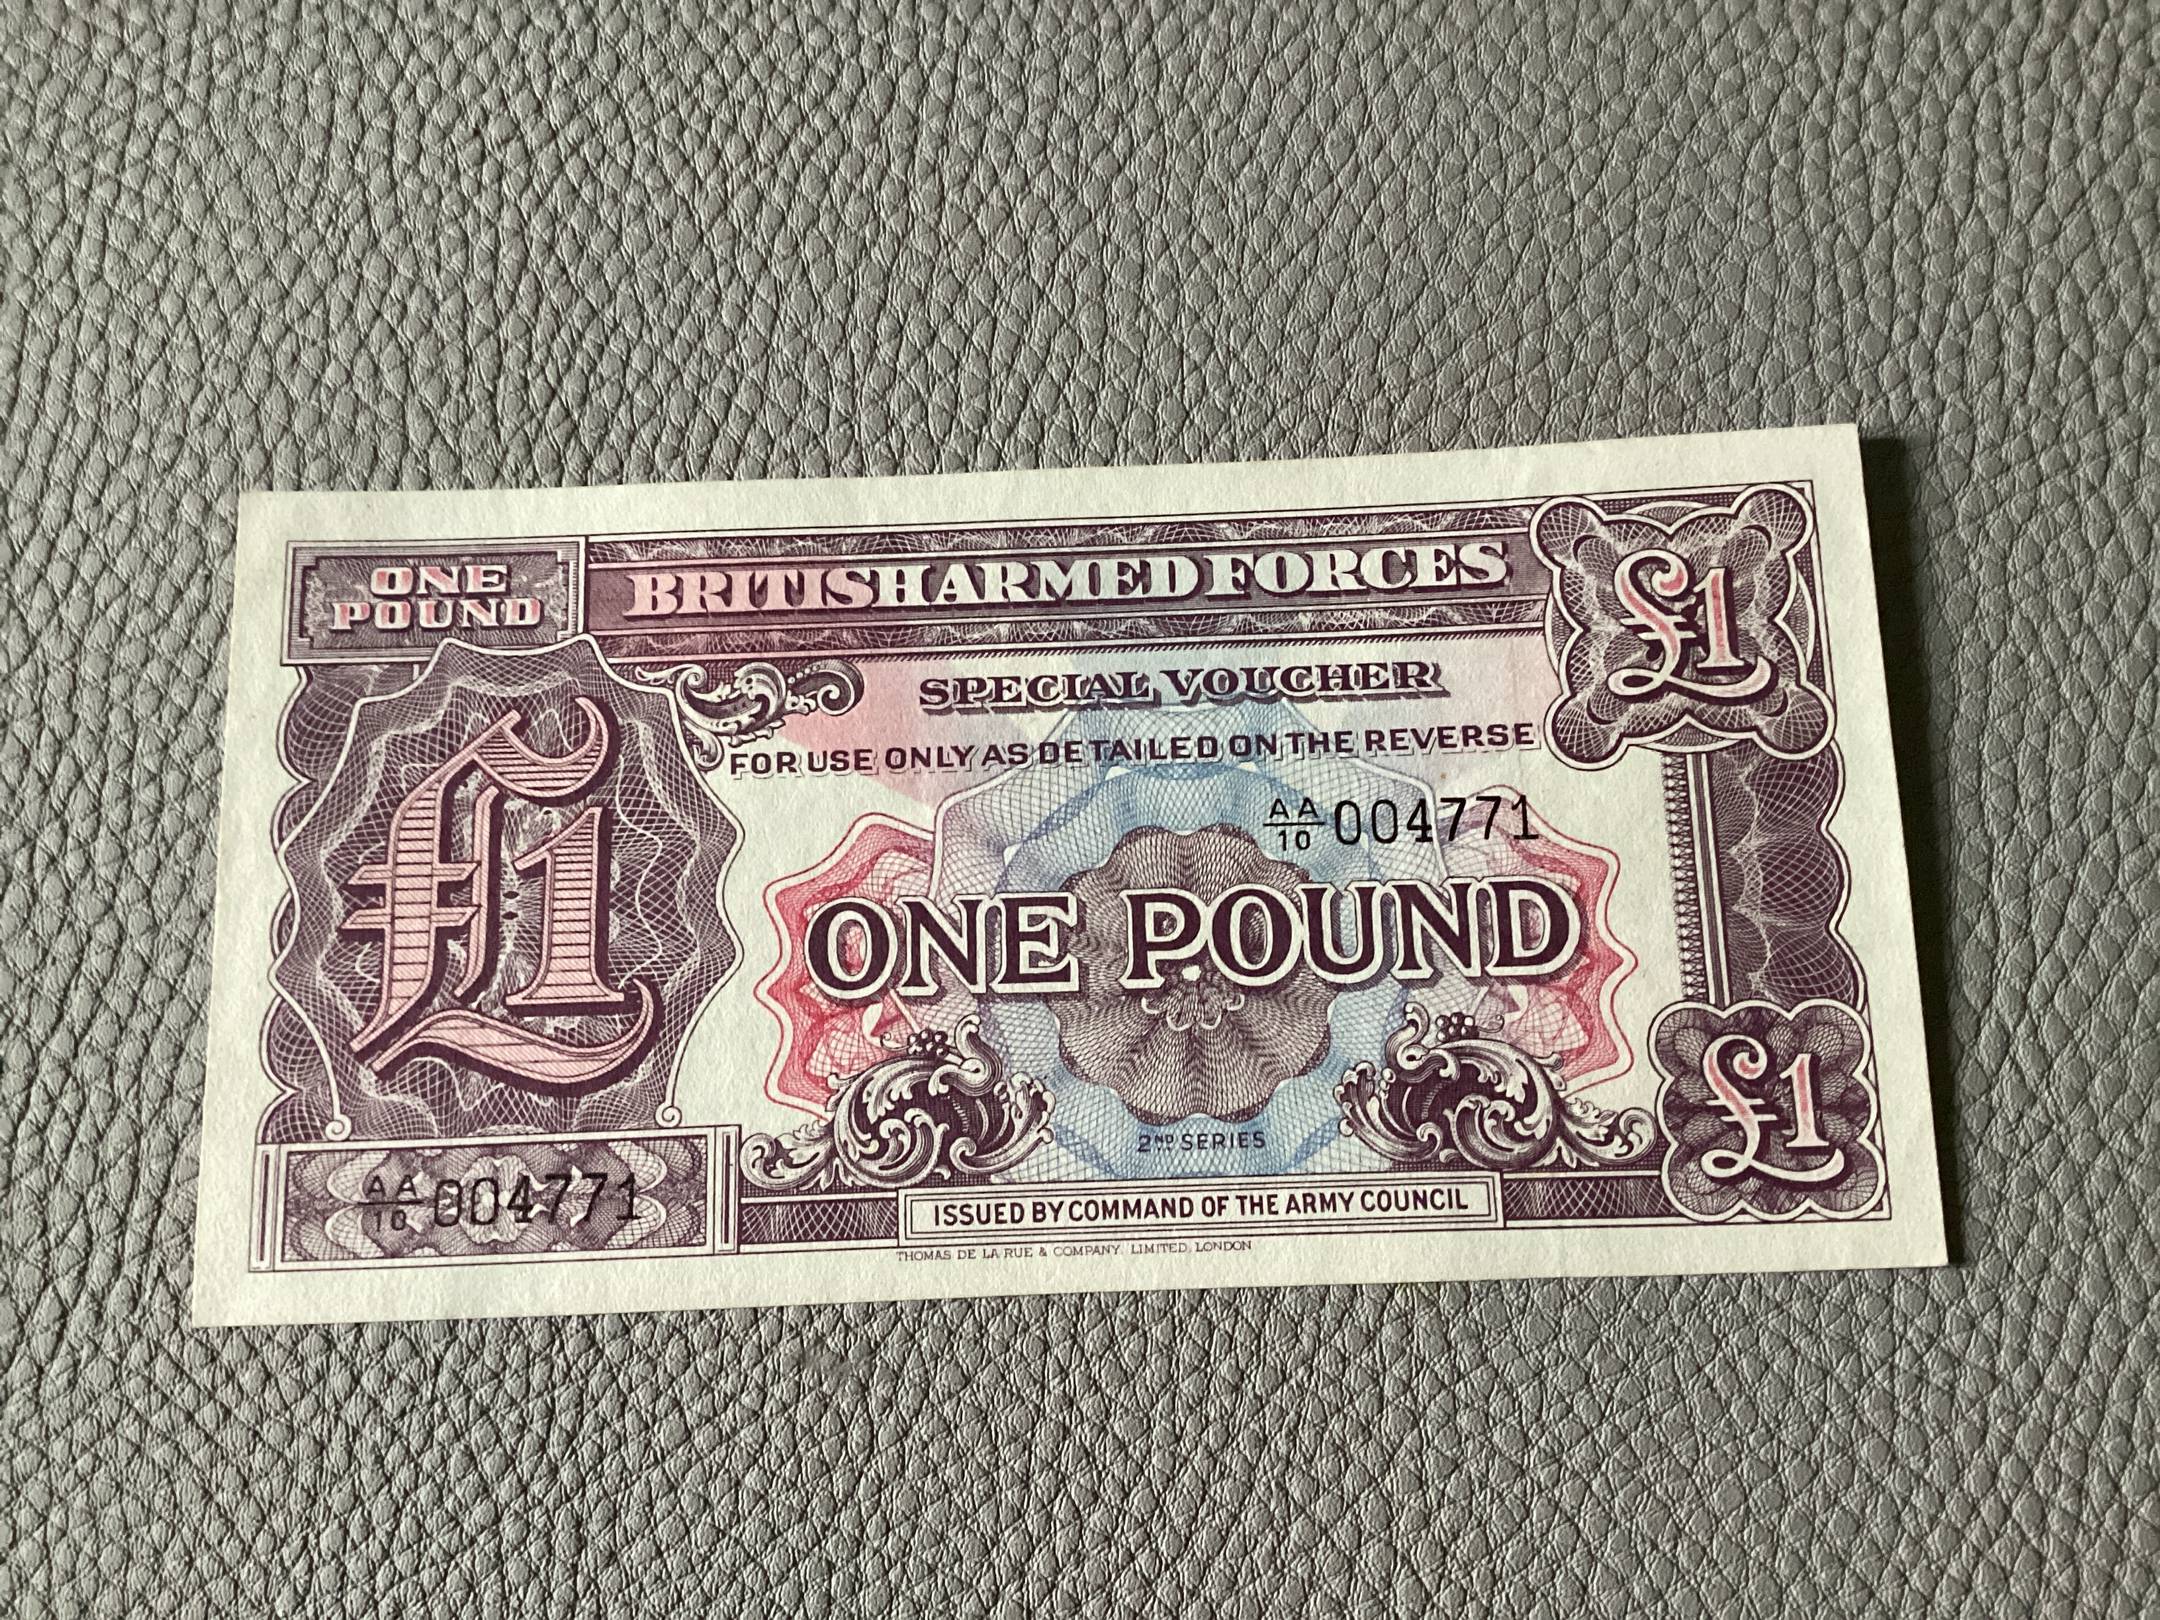 ONE
POUND
BRITISH ARMED FORCES
£1
SPECIAL VOUCHER
FOR USE ONLY AS DETAILED ON THE REVERSE
AA/10 004771
£1
ONE POUND
£1
2ND SERIES
AA/10 004771
ISSUED BY COMMAND OF THE ARMY COUNCIL
THOMAS DE LA RUE & COMPANY, LIMITED, LONDON